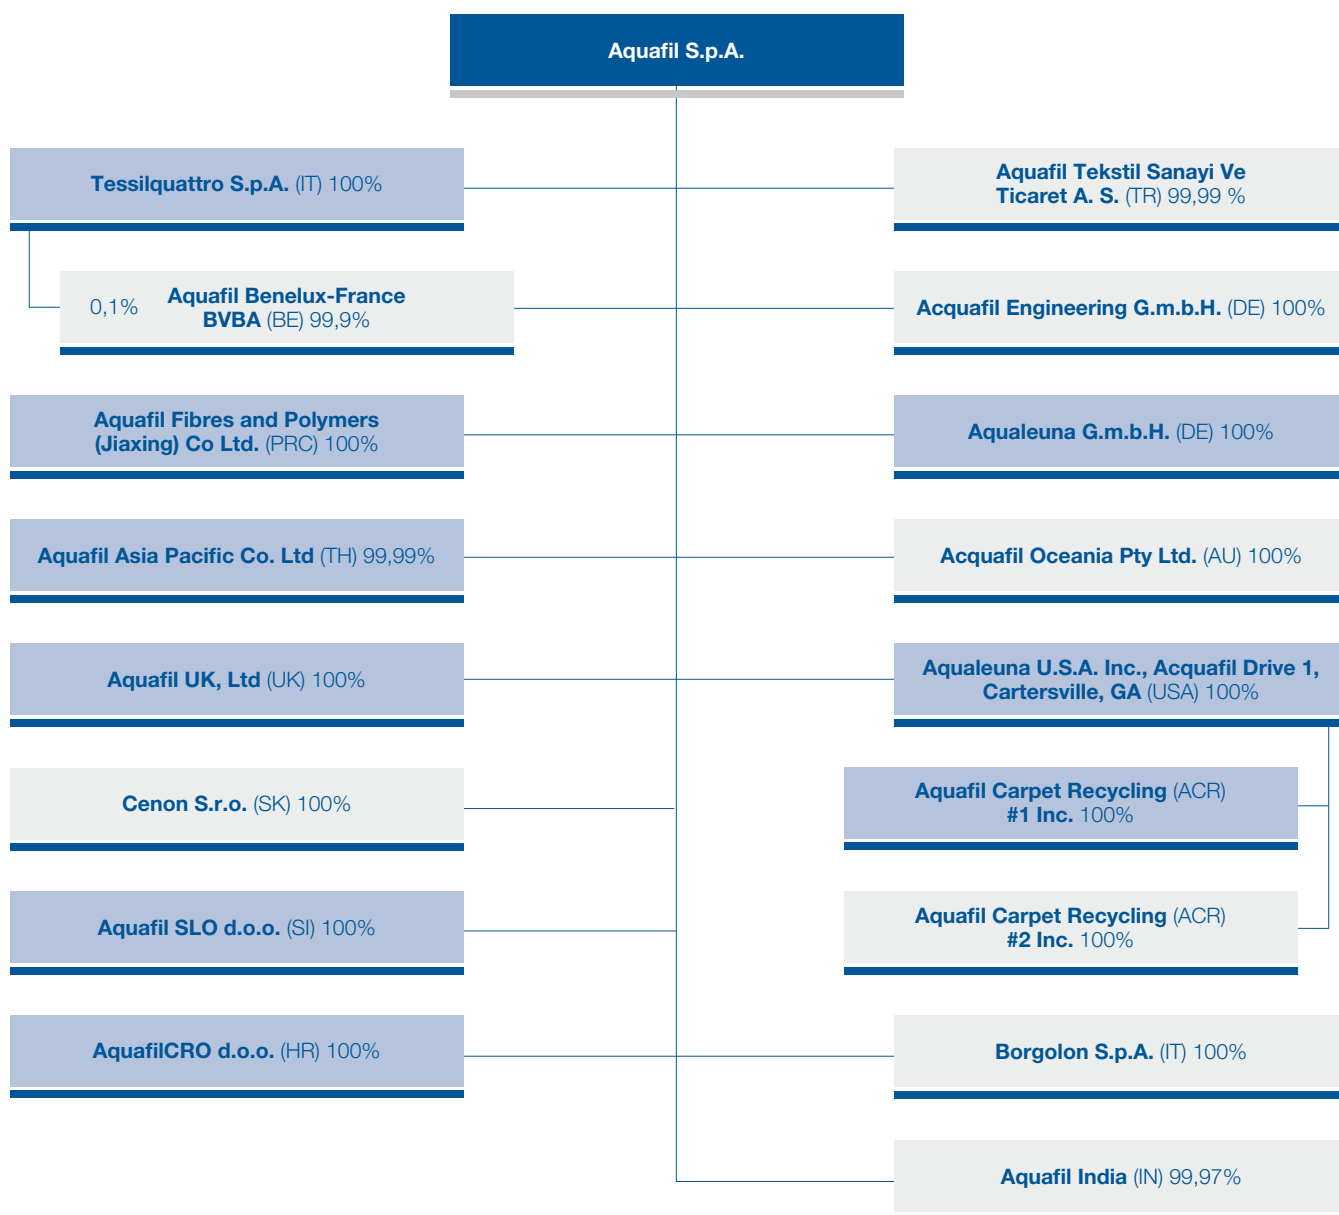 Aquafil S.p.A.
Tessilquattro S.p.A. (IT) 100%
Aquafil Tekstil Sanayi Ve
Ticaret A. S. (TR) 99,99 %
0,1%
Aquafil Benelux-France
BVBA (BE) 99,9%
Acquafil Engineering G.m.b.H. (DE) 100%
Aquafil Fibres and Polymers
(Jiaxing) Co Ltd. (PRC) 100%
Aqualeuna G.m.b.H. (DE) 100%
Aquafil Asia Pacific Co. Ltd (TH) 99,99%
Acquafil Oceania Pty Ltd. (AU) 100%
Aquafil UK, Ltd (UK) 100%
Aqualeuna U.S.A. Inc., Acquafil Drive 1,
Cartersville, GA (USA) 100%
Cenon S.r.o. (SK) 100%
Aquafil Carpet Recycling (ACR)
#1 Inc. 100%
Aquafil SLO d.o.o. (SI) 100%
Aquafil Carpet Recycling (ACR)
#2 Inc. 100%
AquafilCRO d.o.o. (HR) 100%
Borgolon S.p.A. (IT) 100%
Aquafil India (IN) 99,97%